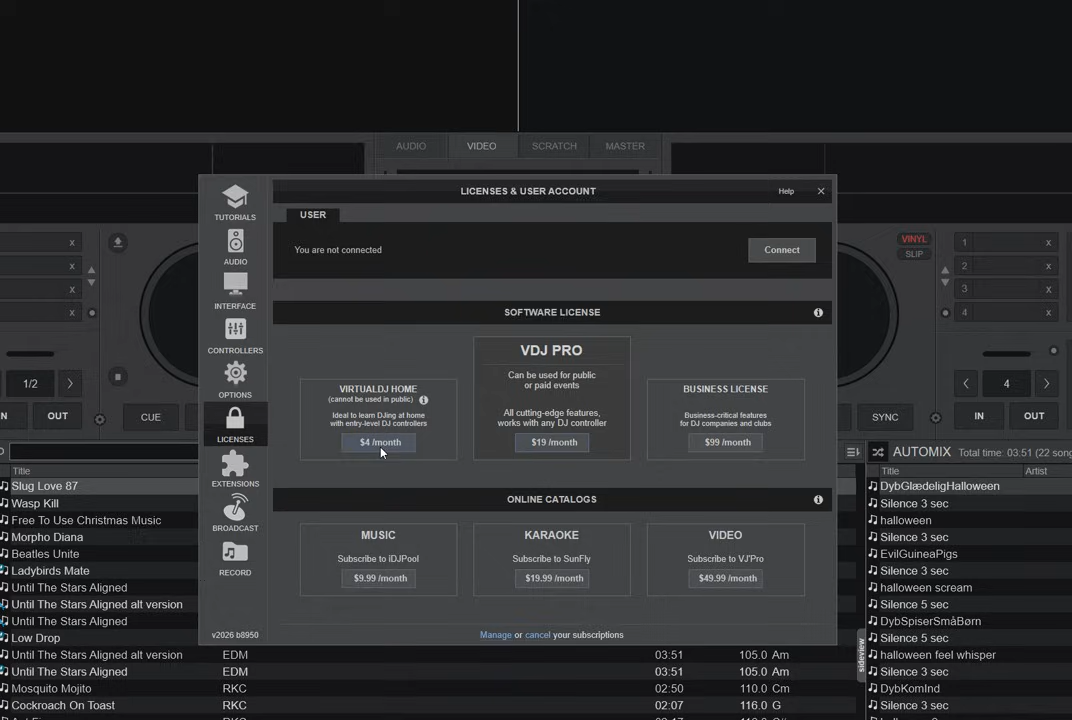 AUDIO VIDEO SCRATCH MASTER
LICENSES & USER ACCOUNT Help
TUTORIALS
AUDIO
INTERFACE
CONTROLLERS
OPTIONS
LICENSES
EXTENSIONS
BROADCAST
RECORD
v2026 b8950
USER
You are not connected Connect
SOFTWARE LICENSE
VIRTUALDJ HOME
(cannot be used in public)
Ideal to learn DJing at home
with entry-level DJ controllers
$4 /month
VDJ PRO
Can be used for public
or paid events
All cutting-edge features,
works with any DJ controller
$19 /month
BUSINESS LICENSE
Business-critical features
for DJ companies and clubs
$99 /month
ONLINE CATALOGS
MUSIC
Subscribe to iDJPool
$9.99 /month
KARAOKE
Subscribe to SunFly
$19.99 /month
VIDEO
Subscribe to VJ'Pro
$49.99 /month
Manage or cancel your subscriptions
x
x
x
x
1/2
OUT CUE
VINYL
SLIP
1 x
2 x
3 x
4 x
4
SYNC IN OUT
Title
Slug Love 87
Wasp Kill
Free To Use Christmas Music
Morpho Diana
Beatles Unite
Ladybirds Mate
Until The Stars Aligned
Until The Stars Aligned alt version
Until The Stars Aligned
Low Drop
Until The Stars Aligned alt version EDM 03:51 105.0 Am
Until The Stars Aligned EDM 03:51 105.0 Am
Mosquito Mojito RKC 02:50 110.0 Cm
Cockroach On Toast RKC 02:07 116.0 G
sideview
AUTOMIX Total time: 03:51 (22 song
Title Artist
DybGlædeligHalloween
Silence 3 sec
halloween
Silence 3 sec
EvilGuineaPigs
Silence 3 sec
halloween scream
Silence 5 sec
DybSpiserSmåBørn
Silence 5 sec
halloween feel whisper
Silence 3 sec
DybKomInd
Silence 3 sec